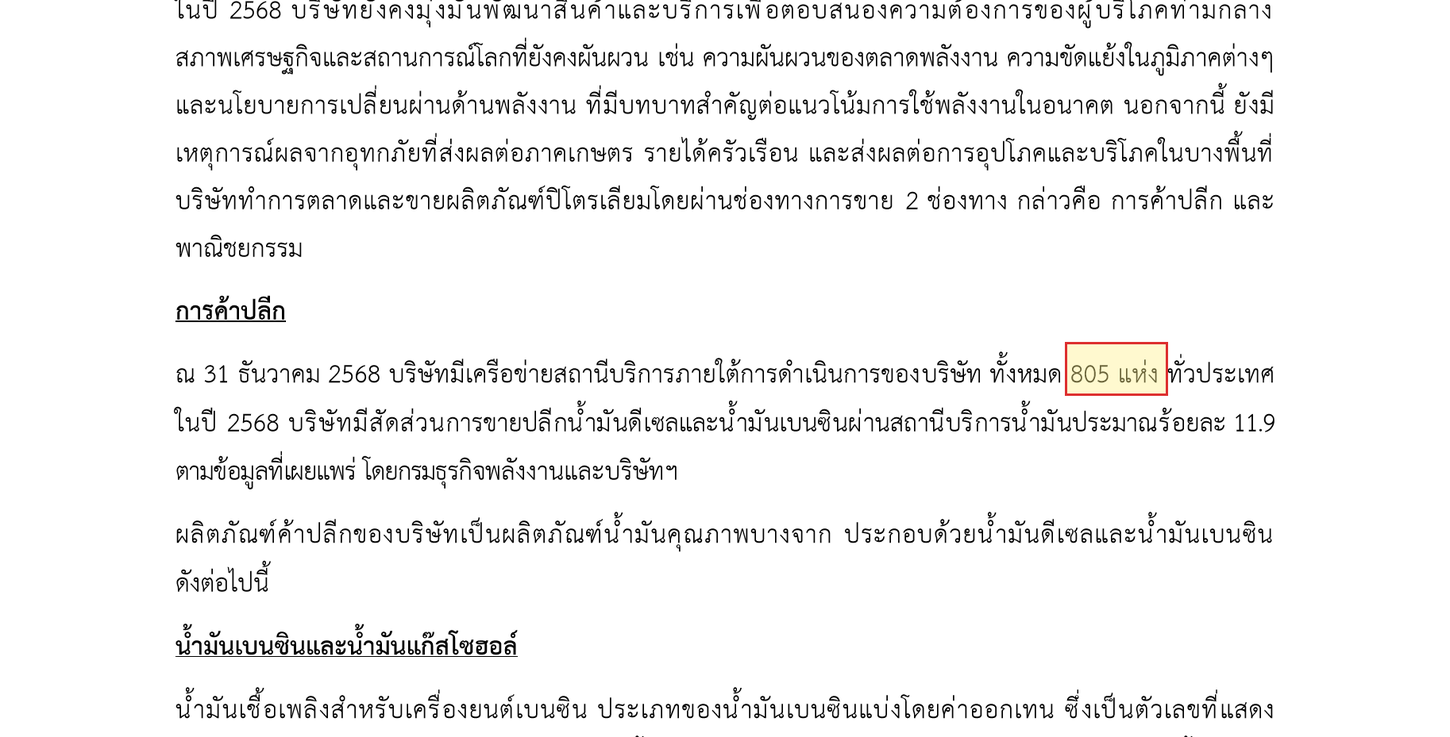 ในปี 2568 บริษัทยังคงมุ่งมั่นพัฒนาสินค้าและบริการเพื่อตอบสนองความต้องการของผู้บริโภคท่ามกลาง
สภาพเศรษฐกิจและสถานการณ์โลกที่ยังคงผันผวน เช่น ความผันผวนของตลาดพลังงาน ความขัดแย้งในภูมิภาคต่างๆ
และนโยบายการเปลี่ยนผ่านด้านพลังงาน ที่มีบทบาทสำคัญต่อแนวโน้มการใช้พลังงานในอนาคต นอกจากนี้ ยังมี
เหตุการณ์ผลจากอุทกภัยที่ส่งผลต่อภาคเกษตร รายได้ครัวเรือน และส่งผลต่อการอุปโภคและบริโภคในบางพื้นที่
บริษัททำการตลาดและขายผลิตภัณฑ์ปิโตรเลียมโดยผ่านช่องทางการขาย 2 ช่องทาง กล่าวคือ การค้าปลีก และ
พาณิชยกรรม
การค้าปลีก
ณ 31 ธันวาคม 2568 บริษัทมีเครือข่ายสถานีบริการภายใต้การดำเนินการของบริษัท ทั้งหมด 805 แห่ง ทั่วประเทศ
ในปี 2568 บริษัทมีสัดส่วนการขายปลีกน้ำมันดีเซลและน้ำมันเบนซินผ่านสถานีบริการน้ำมันประมาณร้อยละ 11.9
ตามข้อมูลที่เผยแพร่ โดยกรมธุรกิจพลังงานและบริษัทฯ
ผลิตภัณฑ์ค้าปลีกของบริษัทเป็นผลิตภัณฑ์น้ำมันคุณภาพบางจาก ประกอบด้วยน้ำมันดีเซลและน้ำมันเบนซิน
ดังต่อไปนี้
น้ำมันเบนซินและน้ำมันแก๊สโซฮอล์
น้ำมันเชื้อเพลิงสำหรับเครื่องยนต์เบนซิน ประเภทของน้ำมันเบนซินแบ่งโดยค่าออกเทน ซึ่งเป็นตัวเลขที่แสดง